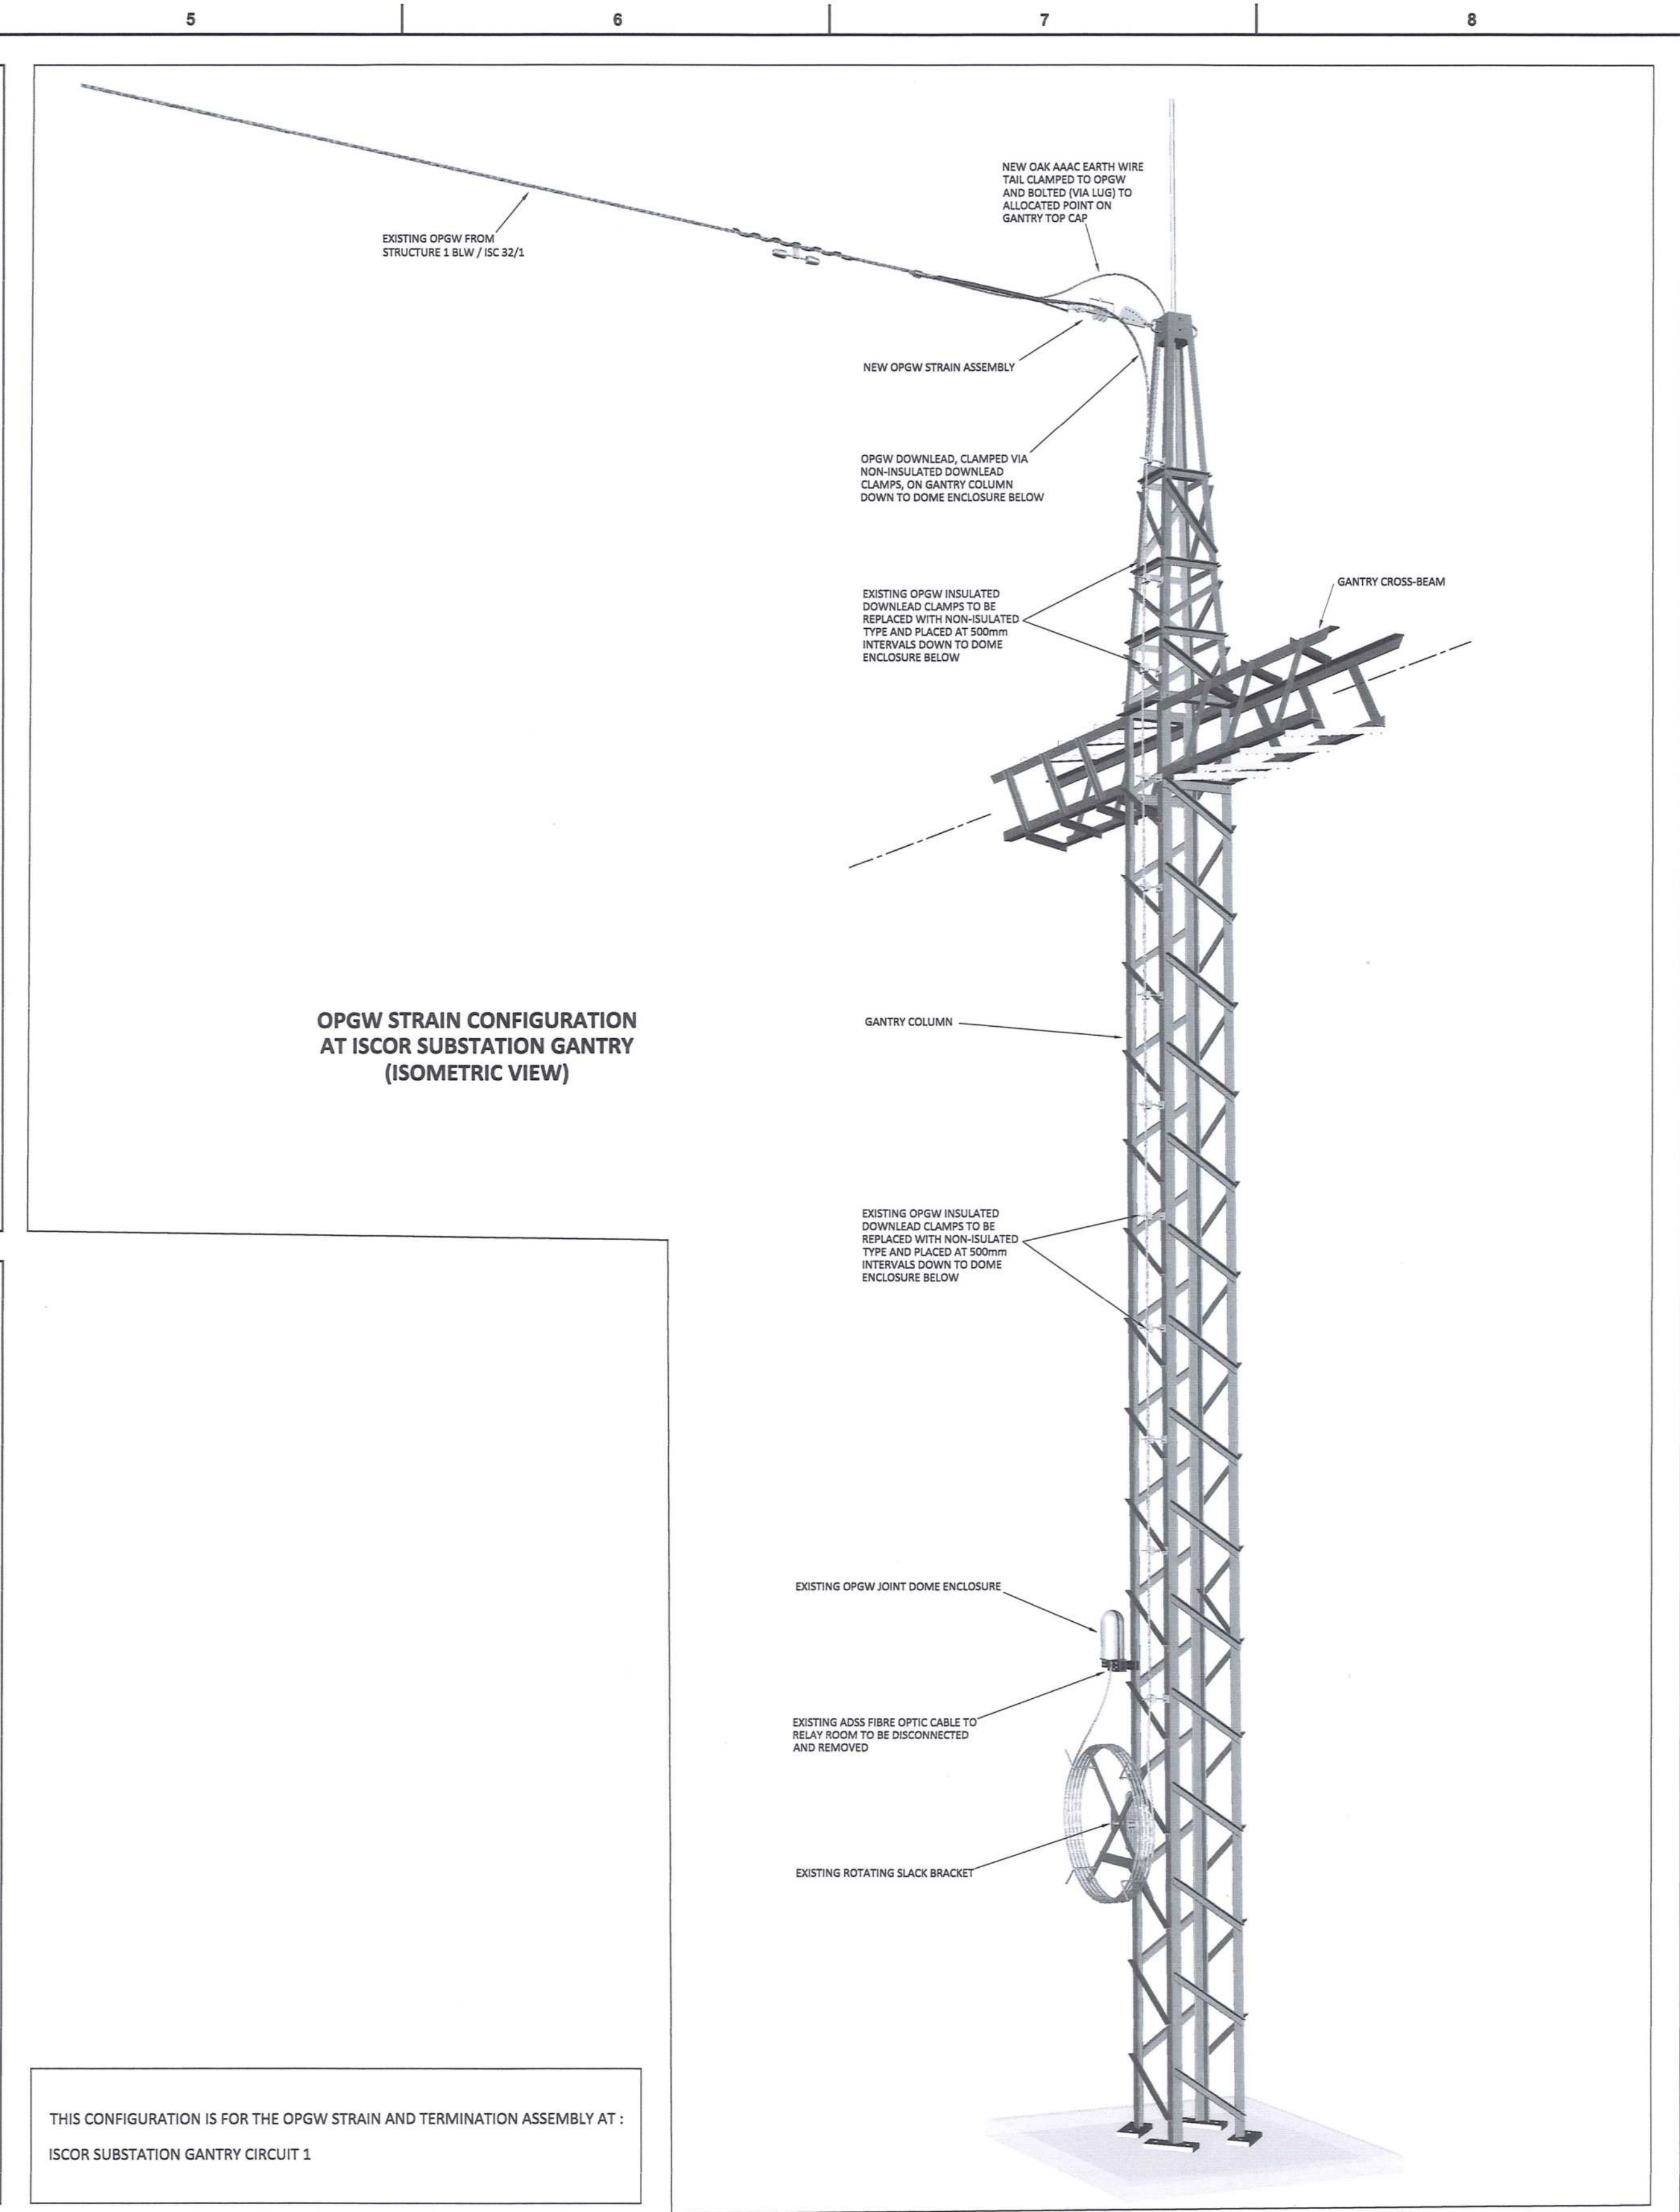 5 6 7 8
NEW OAK AAAC EARTH WIRE
TAIL CLAMPED TO OPGW
AND BOLTED (VIA LUG) TO
ALLOCATED POINT ON
GANTRY TOP CAP
EXISTING OPGW FROM
STRUCTURE 1 BLW / ISC 32/1
NEW OPGW STRAIN ASSEMBLY
OPGW DOWNLEAD, CLAMPED VIA
NON-INSULATED DOWNLEAD
CLAMPS, ON GANTRY COLUMN
DOWN TO DOME ENCLOSURE BELOW
EXISTING OPGW INSULATED
DOWNLEAD CLAMPS TO BE
REPLACED WITH NON-ISULATED
TYPE AND PLACED AT 500mm
INTERVALS DOWN TO DOME
ENCLOSURE BELOW
GANTRY CROSS-BEAM
OPGW STRAIN CONFIGURATION
AT ISCOR SUBSTATION GANTRY
(ISOMETRIC VIEW)
GANTRY COLUMN
EXISTING OPGW INSULATED
DOWNLEAD CLAMPS TO BE
REPLACED WITH NON-ISULATED
TYPE AND PLACED AT 500mm
INTERVALS DOWN TO DOME
ENCLOSURE BELOW
EXISTING OPGW JOINT DOME ENCLOSURE
EXISTING ADSS FIBRE OPTIC CABLE TO
RELAY ROOM TO BE DISCONNECTED
AND REMOVED
EXISTING ROTATING SLACK BRACKET
THIS CONFIGURATION IS FOR THE OPGW STRAIN AND TERMINATION ASSEMBLY AT :
ISCOR SUBSTATION GANTRY CIRCUIT 1